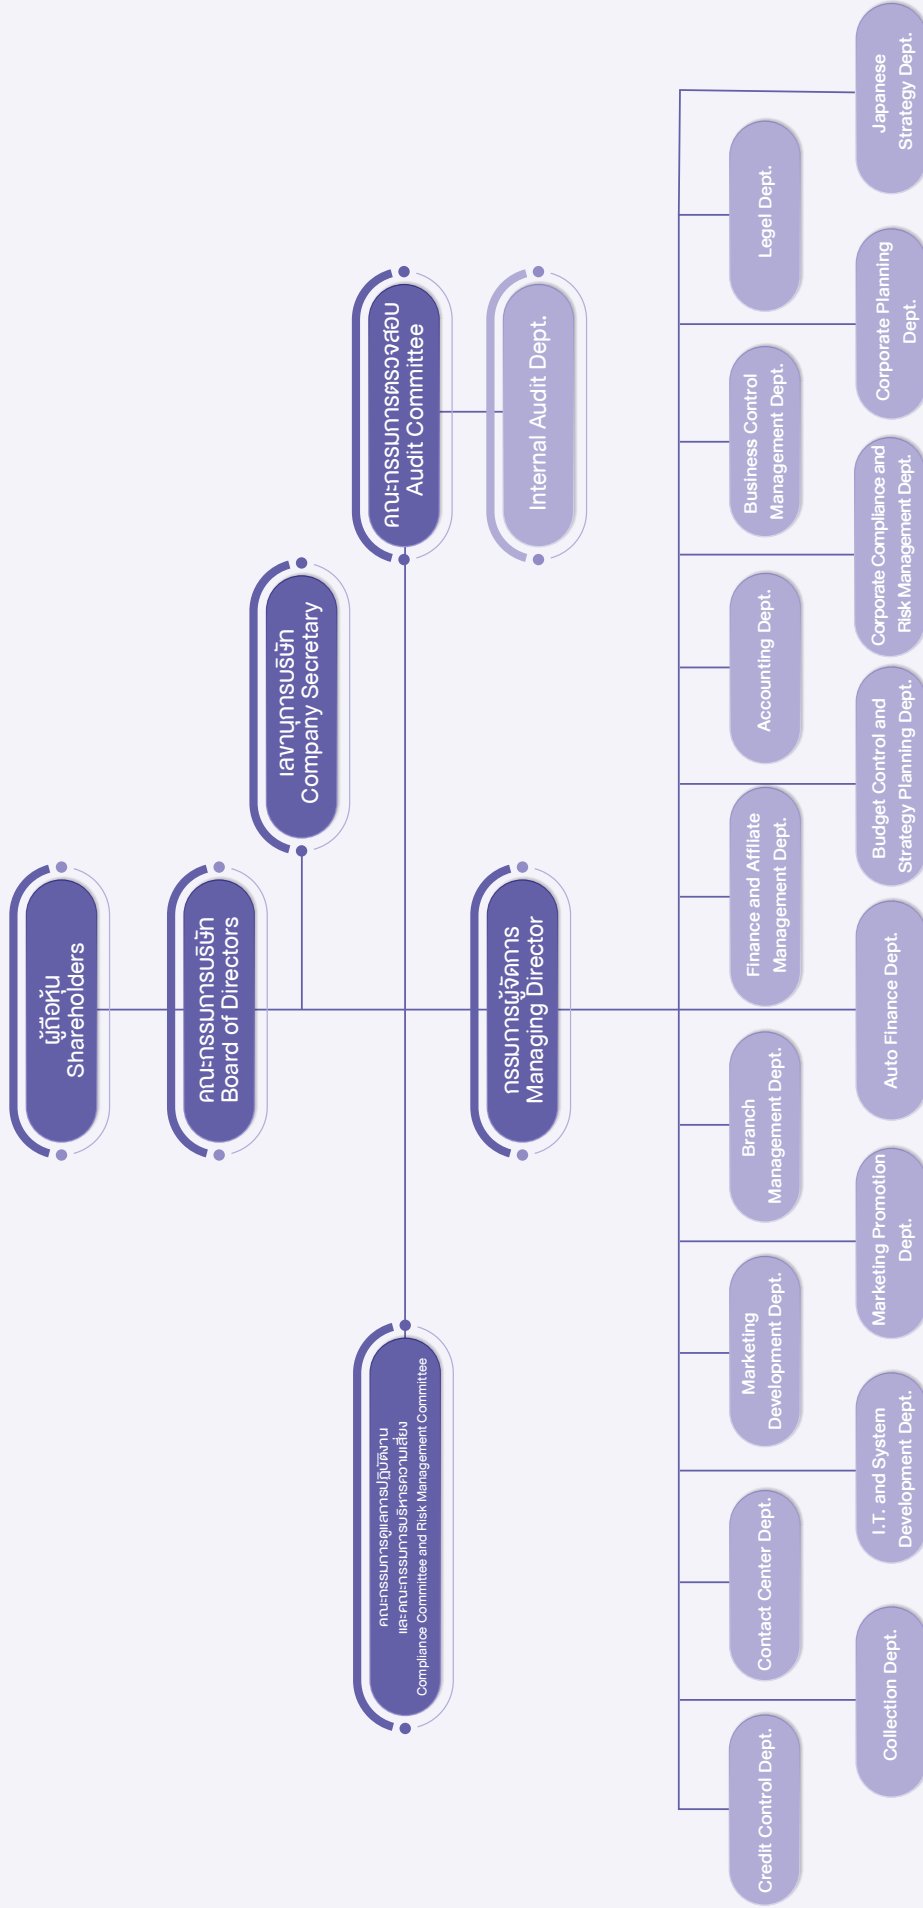 ผู้ถือหุ้น
Shareholders
คณะกรรมการบริษัท
Board of Directors
เลขานุการบริษัท
Company Secretary
คณะกรรมการดูแลการปฏิบัติงาน
และคณะกรรมการบริหารความเสี่ยง
Compliance Committee and Risk Management Committee
คณะกรรมการตรวจสอบ
Audit Committee
กรรมการผู้จัดการ
Managing Director
Internal Audit Dept.
Credit Control Dept.
Contact Center Dept.
Marketing
Development Dept.
Branch
Management Dept.
Finance and Affliate
Management Dept.
Accounting Dept.
Business Control
Management Dept.
Legel Dept.
Collection Dept.
I.T. and System
Development Dept.
Marketing Promotion
Dept.
Auto Finance Dept.
Budget Control and
Strategy Planning Dept.
Corporate Compliance and
Risk Management Dept.
Corporate Planning
Dept.
Japanese
Strategy Dept.